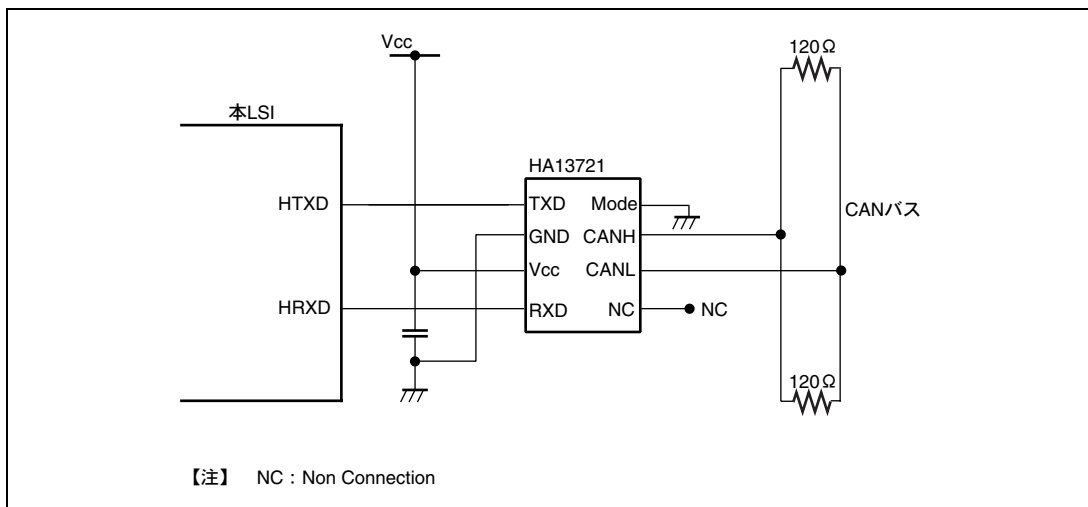 Vcc
120Ω
本LSI
HA13721
HTXD
TXD
Mode
GND
CANH
CANバス
Vcc
CANL
HRXD
RXD
NC
NC
120Ω
【注】 NC：Non Connection